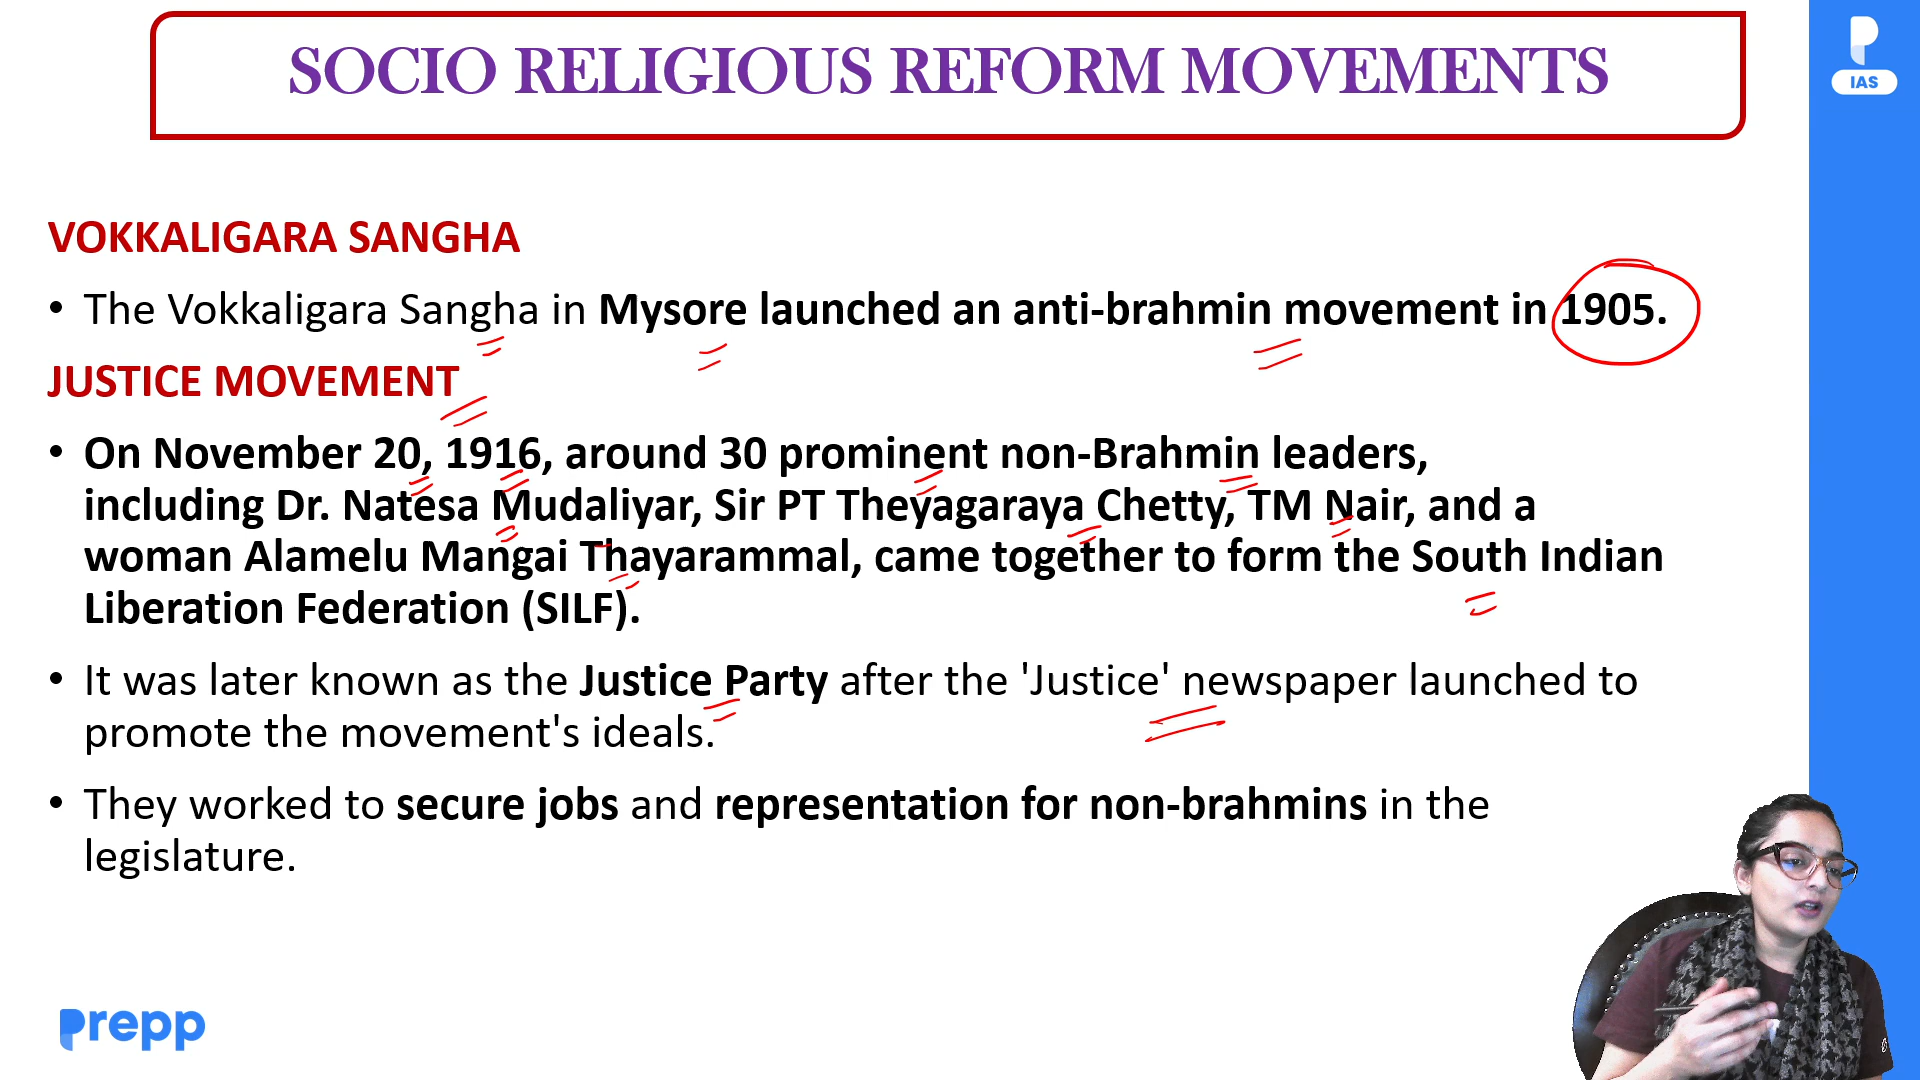 SOCIO RELIGIOUS REFORM MOVEMENTS
IAS
VOKKALIGARA SANGHA
• The Vokkaligara Sangha in Mysore launched an anti-brahmin movement in 1905.
JUSTICE MOVEMENT
• On November 20, 1916, around 30 prominent non-Brahmin leaders,
including Dr. Natesa Mudaliyar, Sir PT Theyagaraya Chetty, TM Nair, and a
woman Alamelu Mangai Thayarammal, came together to form the South Indian
Liberation Federation (SILF).
• It was later known as the Justice Party after the 'Justice' newspaper launched to
promote the movement's ideals.
• They worked to secure jobs and representation for non-brahmins in the
legislature.
prepp